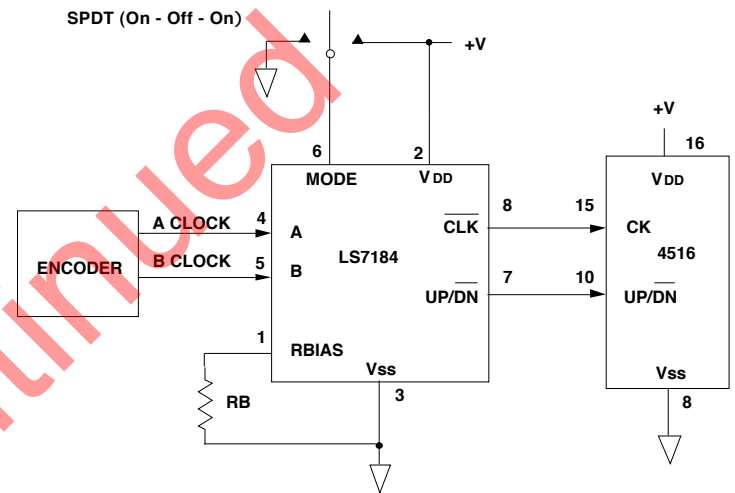 SPDT (On - Off - On)
+V
+V
6
2
16
MODE
VDD
VDD
A CLOCK
4
A
8
15
CLK
CK
B CLOCK
5
B
LS7184
4516
ENCODER
7
10
UP/DN
UP/DN
1
RBIAS
Vss
Vss
3
8
RB
tinued